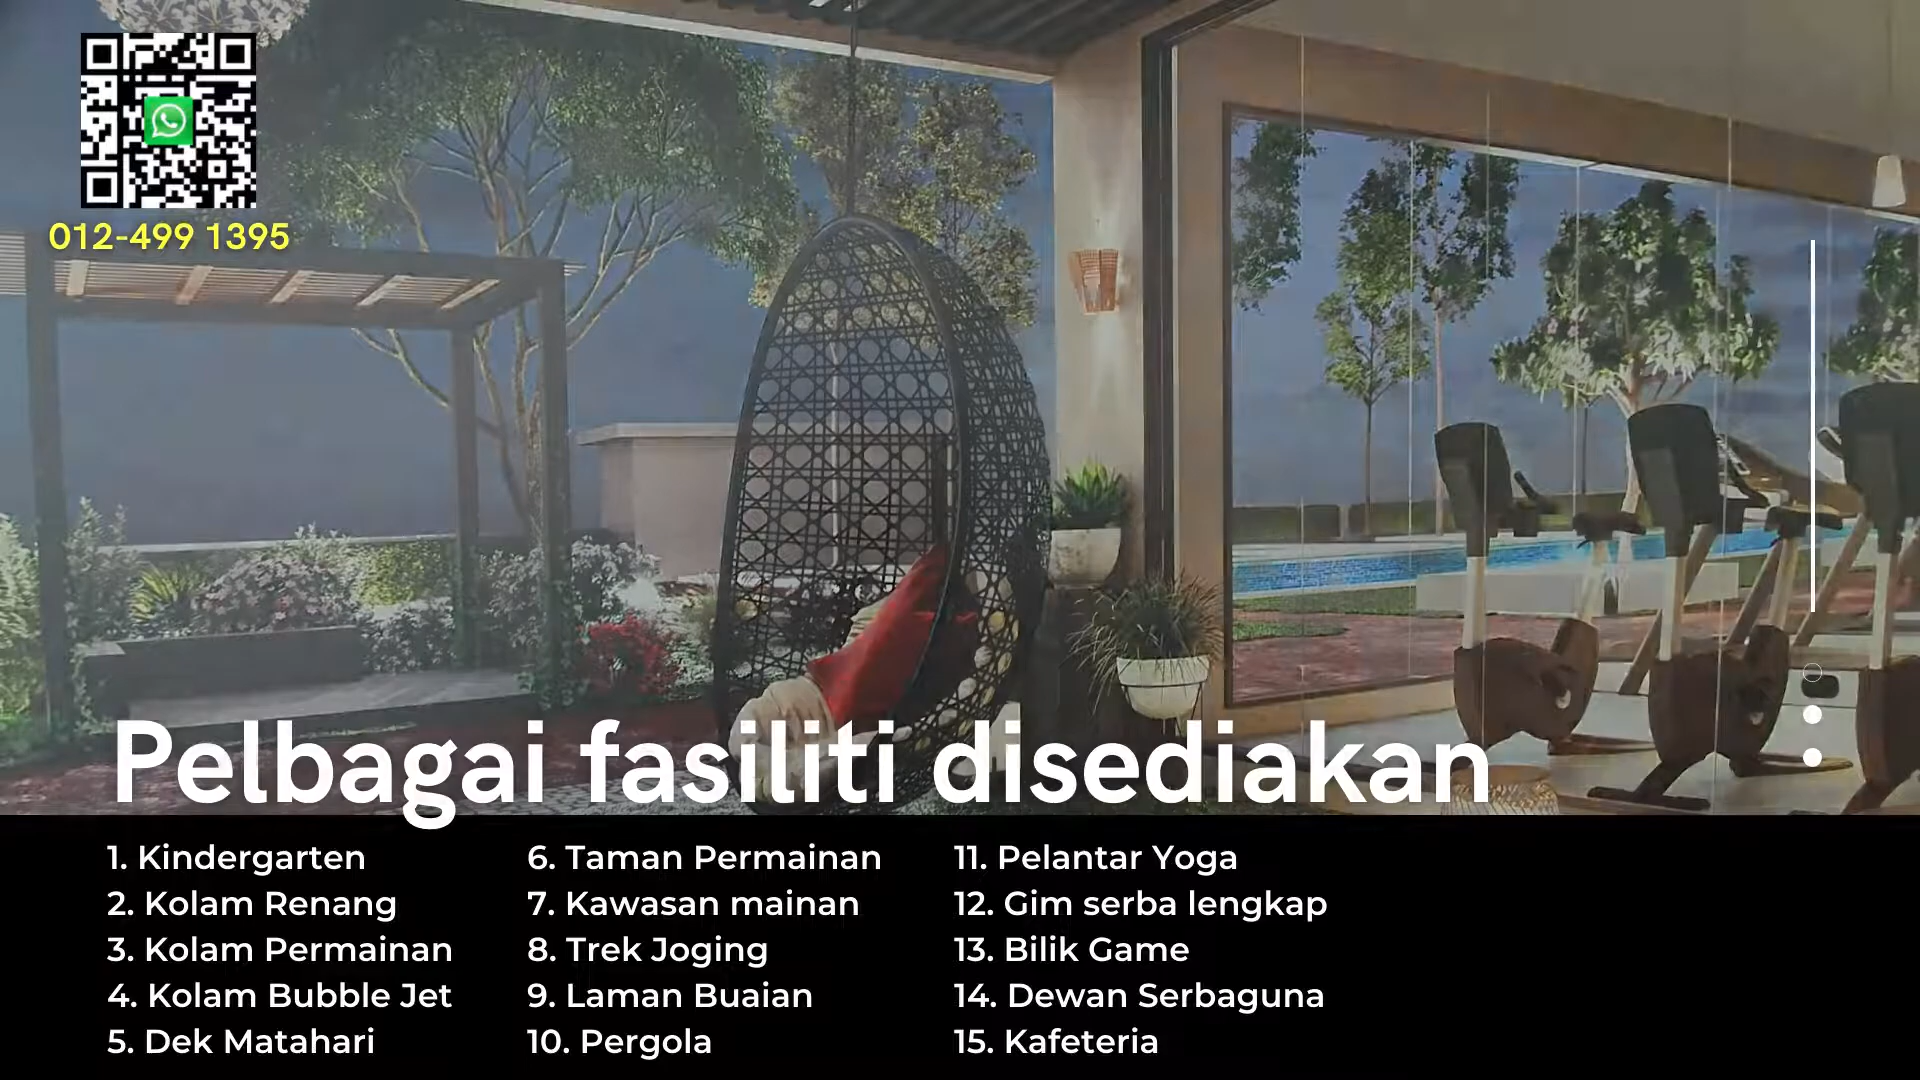 012-499 1395
Pelbagai fasiliti disediakan
1. Kindergarten
2. Kolam Renang
3. Kolam Permainan
4. Kolam Bubble Jet
5. Dek Matahari
6. Taman Permainan
7. Kawasan mainan
8. Trek Joging
9. Laman Buaian
10. Pergola
11. Pelantar Yoga
12. Gim serba lengkap
13. Bilik Game
14. Dewan Serbaguna
15. Kafeteria